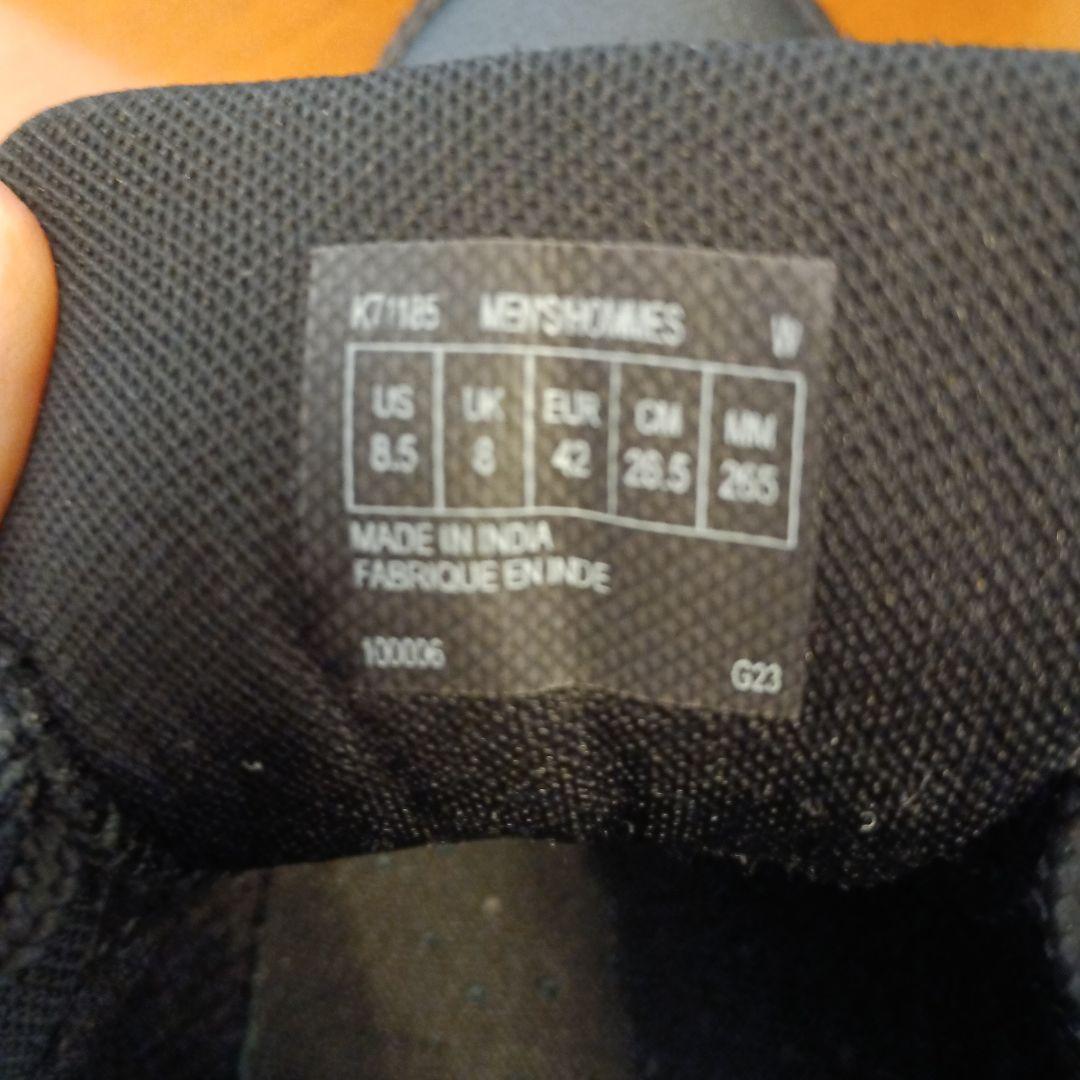 K71185 MEN'S/HOMMES W
US UK EUR CM MM
8.5 8 42 26.5 265
MADE IN INDIA
FABRIQUE EN INDE
100006 G23